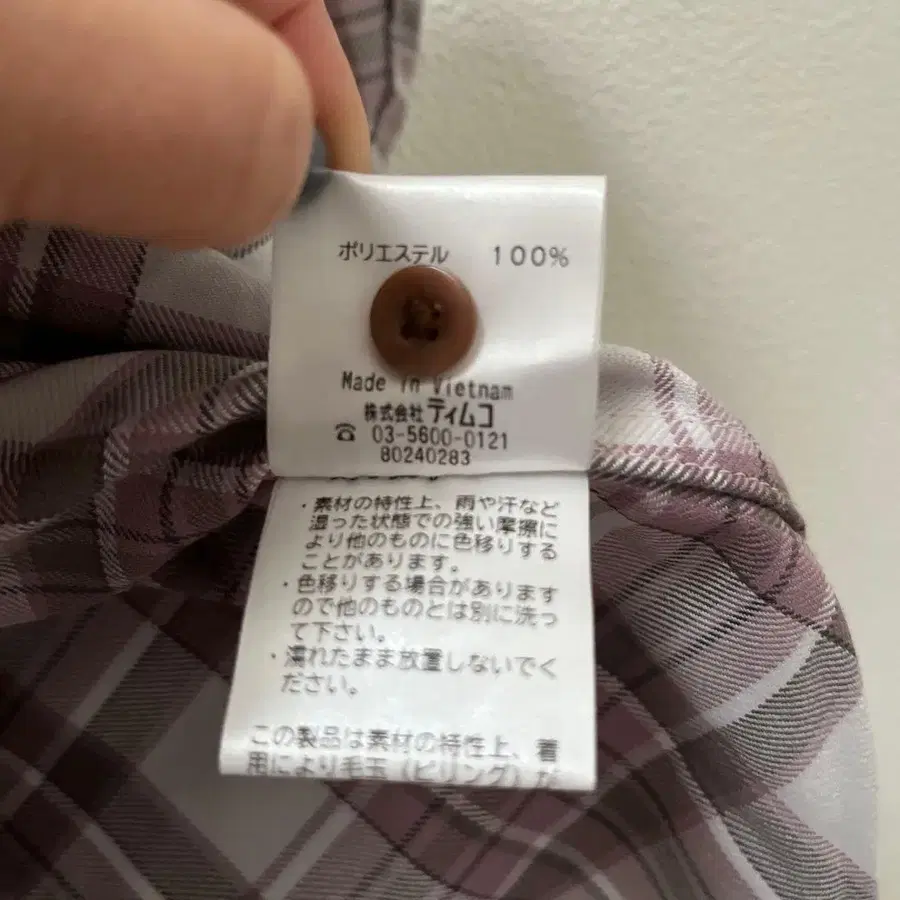 ポリエステル 100%
Made in Vietnam
株式会社 ティムコ
☎ 03-5600-0121
80240283
・素材の特性上、雨や汗など
湿った状態での強い摩擦に
より他のものに色移りする
ことがあります。
・色移りする場合があります
ので他のものとは別に洗っ
て下さい。
・濡れたまま放置しないでく
ださい。
この製品は素材の特性上、着
用により毛玉(ピリング)が